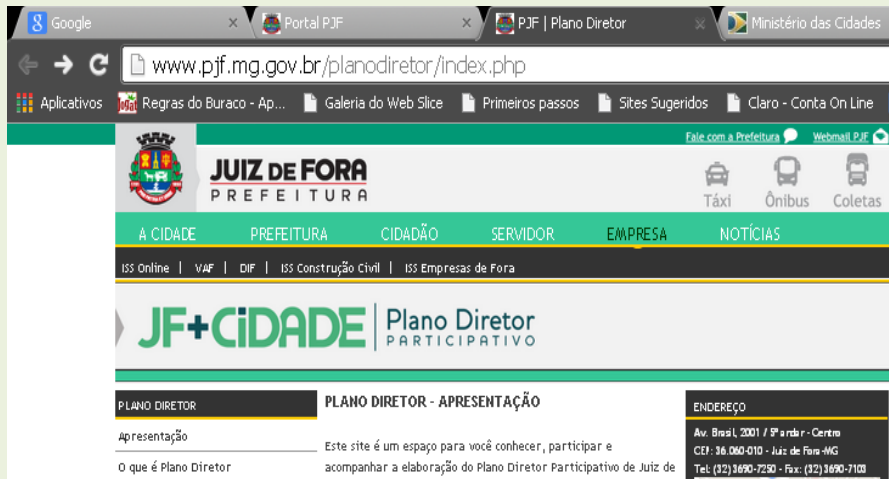 Google
Portal PJF
PJF | Plano Diretor
Ministério das Cidades
www.pjf.mg.gov.br/planodiretor/index.php
Aplicativos Regras do Buraco - Ap... Galeria do Web Slice Primeiros passos Sites Sugeridos Claro - Conta On Line
Fale com a Prefeitura Webmail PJF
JUIZ DE FORA
PREFEITURA
Táxi Ônibus Coletas
A CIDADE PREFEITURA CIDADÃO SERVIDOR EMPRESA NOTÍCIAS
ISS Online | VAF | DIF | ISS Construção Civil | ISS Empresas de Fora
JF+CiDADE Plano Diretor
PARTICIPATIVO
PLANO DIRETOR
Apresentação
O que é Plano Diretor
PLANO DIRETOR - APRESENTAÇÃO
Este site é um espaço para você conhecer, participar e
acompanhar a elaboração do Plano Diretor Participativo de Juiz de
ENDEREÇO
Av. Brasil, 2001 / 5º andar - Centro
CEP: 36.060-010 - Juiz de Fora -MG
Tel: (32) 3690-7250 - Fax: (32) 3690-7103